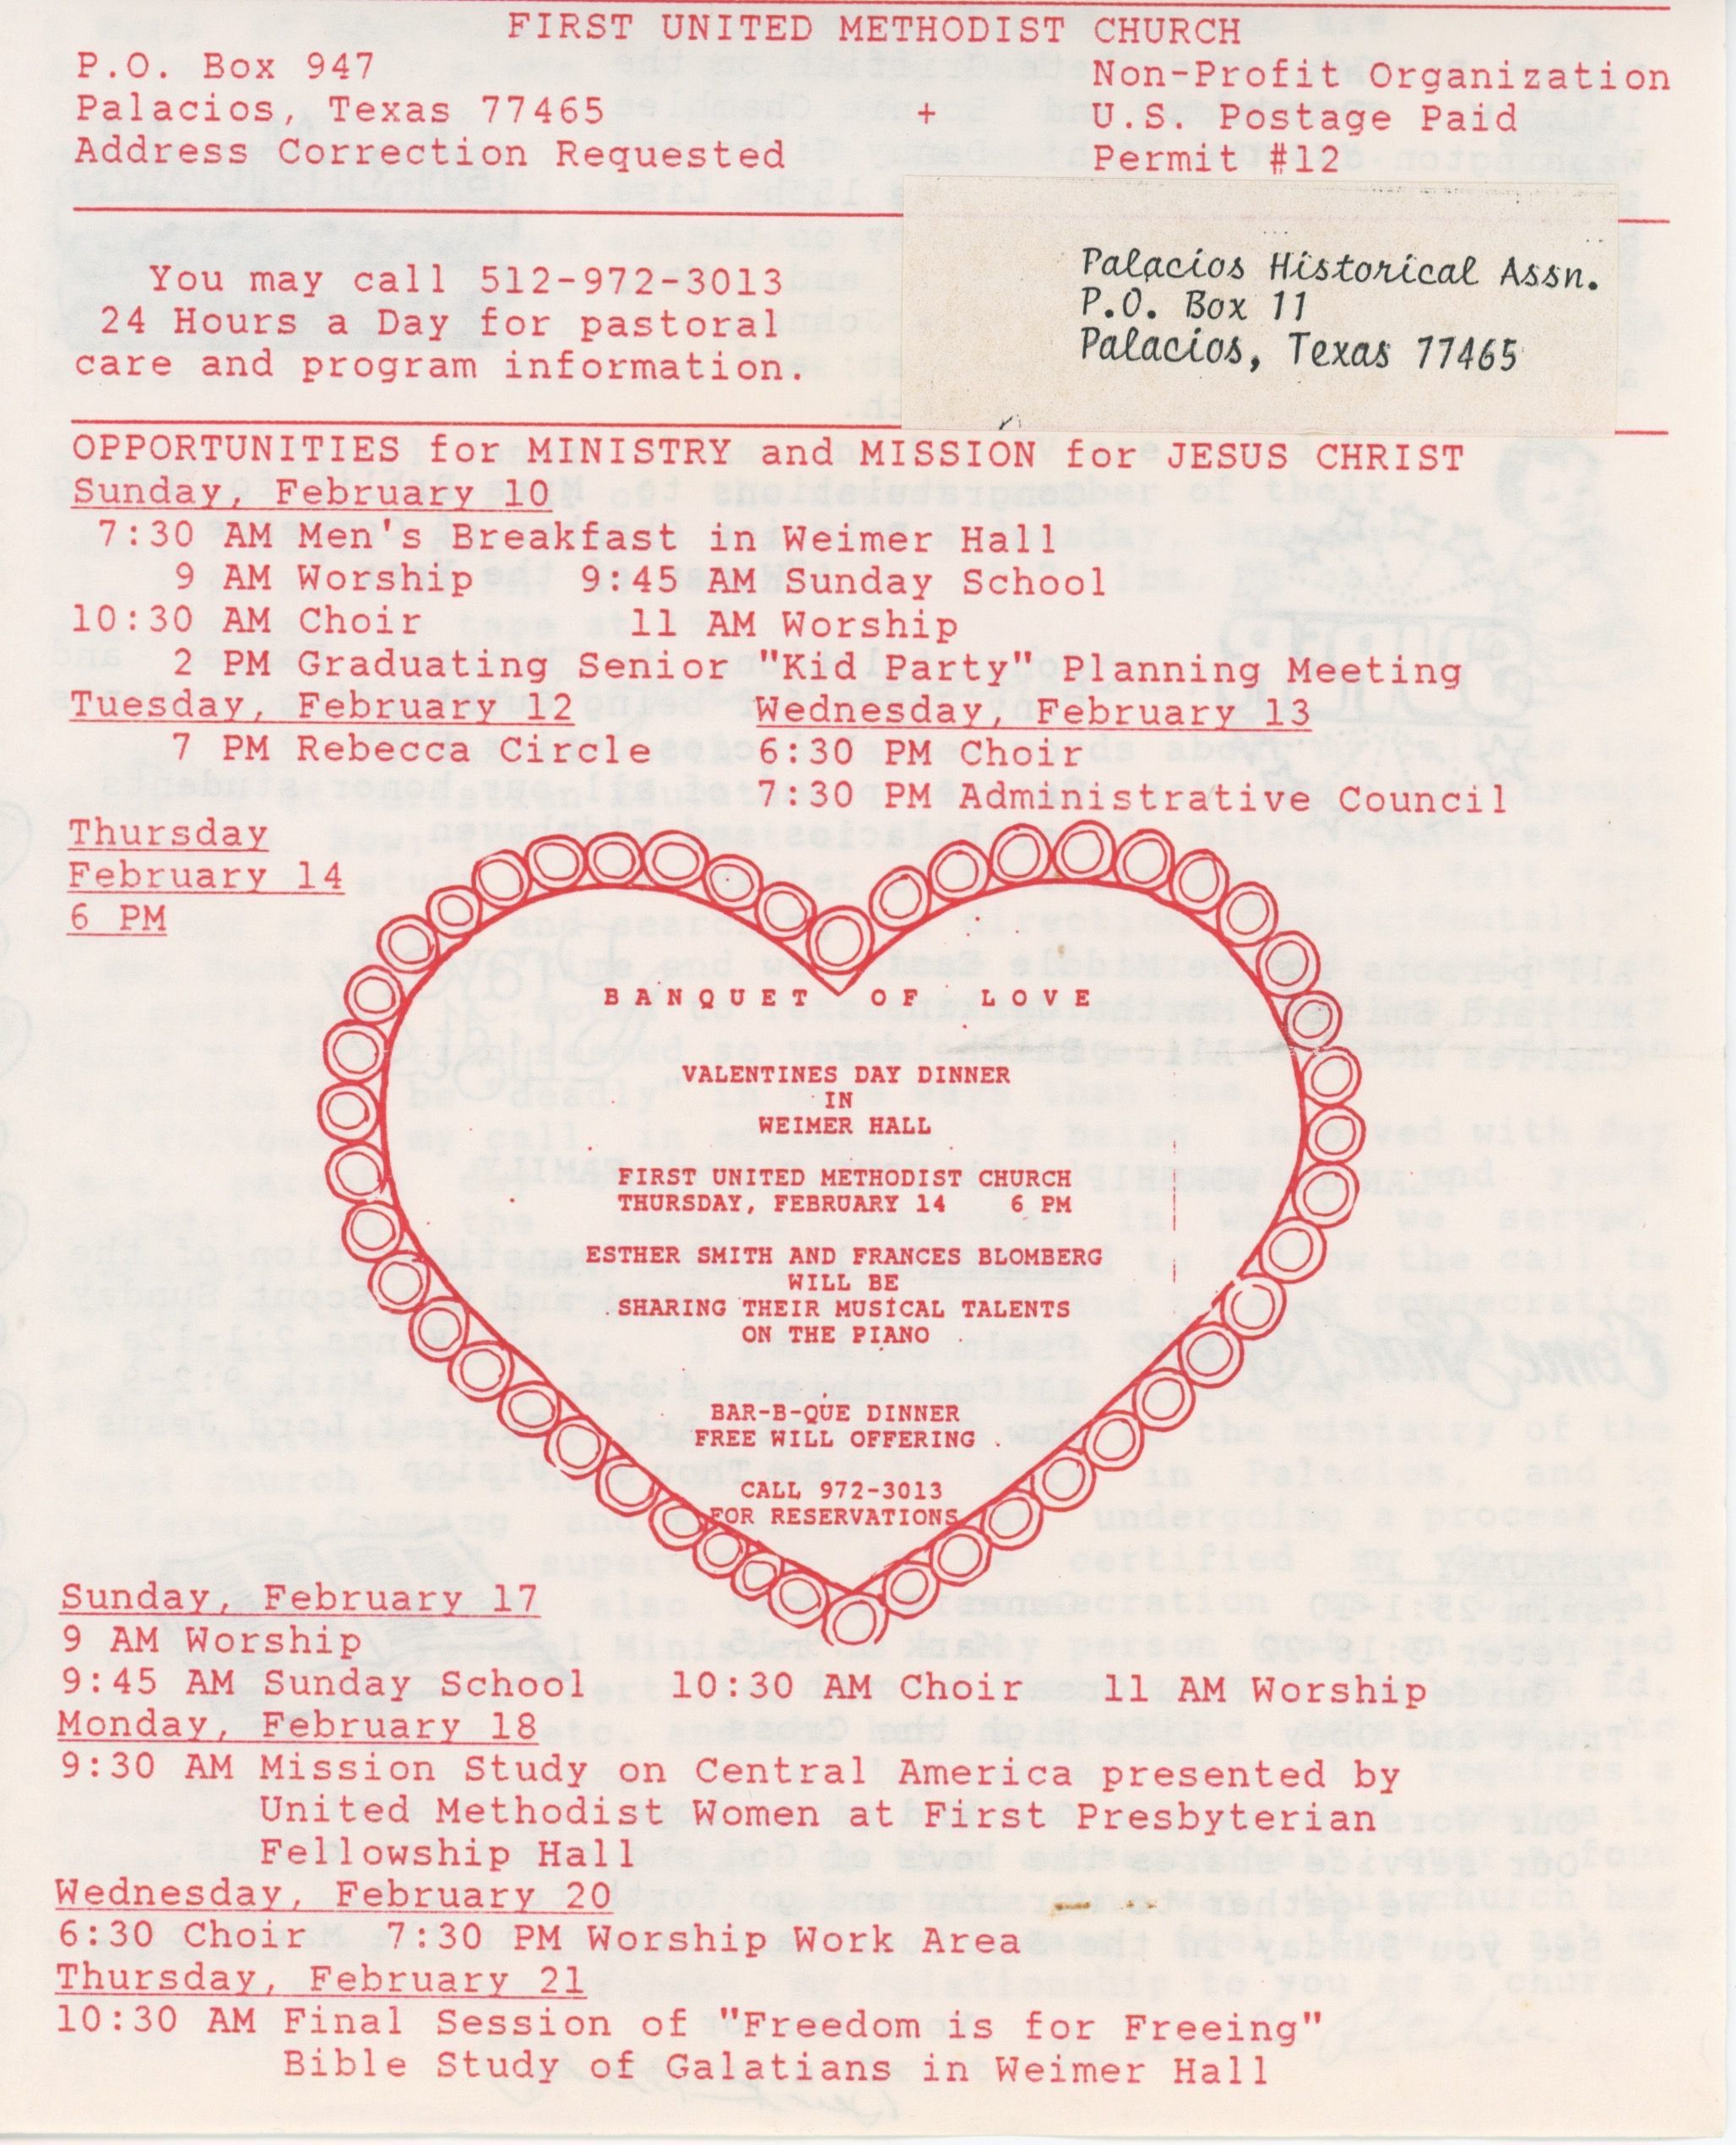 FIRST UNITED METHODIST CHURCH
P.O. Box 947
Palacios, Texas 77465
Address Correction Requested
+
Non-Profit Organization
U.S. Postage Paid
Permit #12
You may call 512-972-3013
24 Hours a Day for pastoral
care and program information.
Palacios Historical Assn.
P.O. Box 11
Palacios, Texas 77465
OPPORTUNITIES for MINISTRY and MISSION for JESUS CHRIST
Sunday, February 10
7:30 AM Men's Breakfast in Weimer Hall
9 AM Worship 9:45 AM Sunday School
10:30 AM Choir 11 AM Worship
2 PM Graduating Senior "Kid Party" Planning Meeting
Tuesday, February 12 Wednesday, February 13
7 PM Rebecca Circle 6:30 PM Choir
7:30 PM Administrative Council
Thursday
February 14
6 PM
BANQUET OF LOVE
VALENTINES DAY DINNER
IN
WEIMER HALL
FIRST UNITED METHODIST CHURCH
THURSDAY, FEBRUARY 14 6 PM
ESTHER SMITH AND FRANCES BLOMBERG
WILL BE
SHARING THEIR MUSICAL TALENTS
ON THE PIANO
BAR-B-QUE DINNER
FREE WILL OFFERING
CALL 972-3013
FOR RESERVATIONS
Sunday, February 17
9 AM Worship
9:45 AM Sunday School 10:30 AM Choir 11 AM Worship
Monday, February 18
9:30 AM Mission Study on Central America presented by
United Methodist Women at First Presbyterian
Fellowship Hall
Wednesday, February 20
6:30 Choir 7:30 PM Worship Work Area
Thursday, February 21
10:30 AM Final Session of "Freedom is for Freeing"
Bible Study of Galatians in Weimer Hall